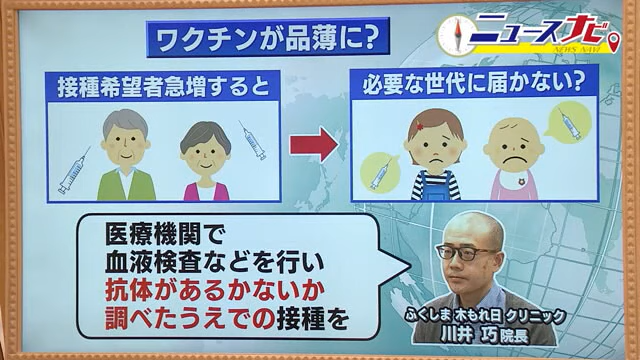 ワクチンが品薄に?
ニュースナビ
NEWS NAVI
接種希望者急増すると
必要な世代に届かない?
医療機関で
血液検査などを行い
抗体があるかないか
調べたうえでの接種を
ふくしま 木もれ日 クリニック
川井 巧 院長